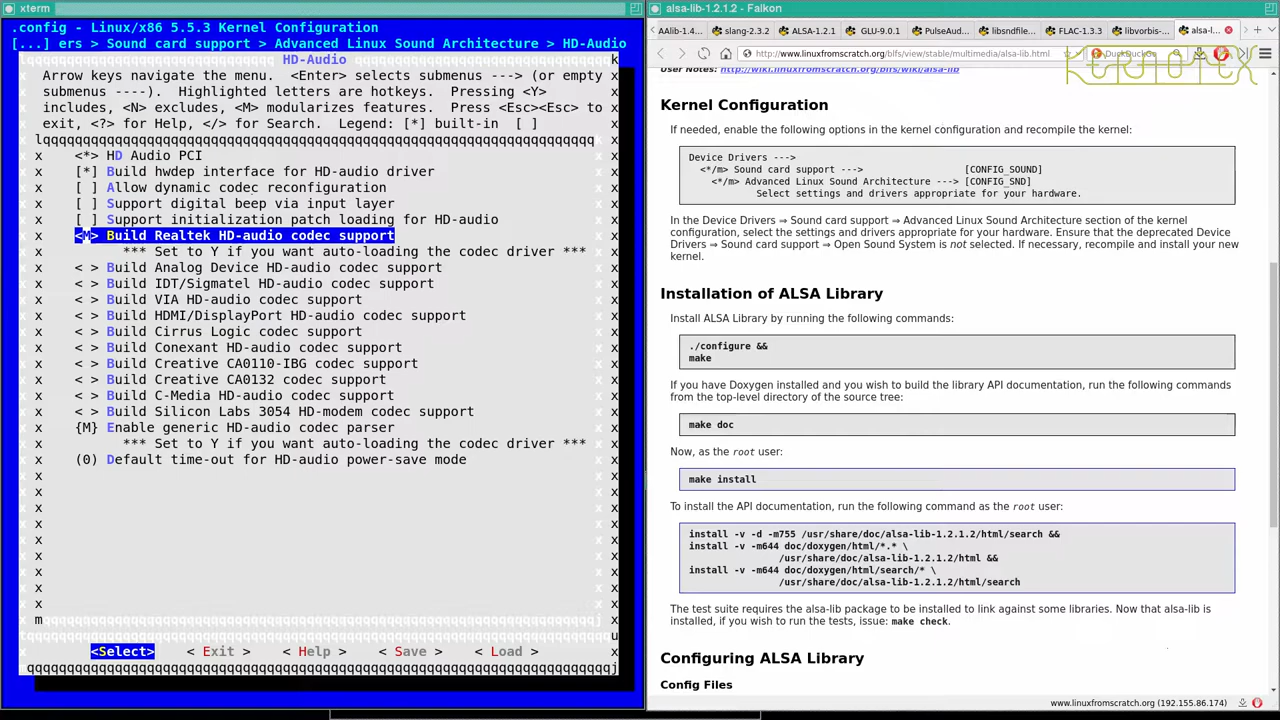 xterm
.config - Linux/x86 5.5.3 Kernel Configuration
[...] ers > Sound card support > Advanced Linux Sound Architecture > HD-Audio
HD-Audio
Arrow keys navigate the menu.  <Enter> selects submenus ---> (or empty
submenus ----).  Highlighted letters are hotkeys.  Pressing <Y>
includes, <N> excludes, <M> modularizes features.  Press <Esc><Esc> to
exit, <?> for Help, </> for Search.  Legend: [*] built-in  [ ]
<*> HD Audio PCI
[*] Build hwdep interface for HD-audio driver
[ ] Allow dynamic codec reconfiguration
[ ] Support digital beep via input layer
[ ] Support initialization patch loading for HD-audio
<M> Build Realtek HD-audio codec support
*** Set to Y if you want auto-loading the codec driver ***
< > Build Analog Device HD-audio codec support
< > Build IDT/Sigmatel HD-audio codec support
< > Build VIA HD-audio codec support
< > Build HDMI/DisplayPort HD-audio codec support
< > Build Cirrus Logic codec support
< > Build Conexant HD-audio codec support
< > Build Creative CA0110-IBG codec support
< > Build Creative CA0132 codec support
< > Build C-Media HD-audio codec support
< > Build Silicon Labs 3054 HD-modem codec support
{M} Enable generic HD-audio codec parser
*** Set to Y if you want auto-loading the codec driver ***
(0) Default time-out for HD-audio power-save mode
<Select>    < Exit >    < Help >    < Save >    < Load >
alsa-lib-1.2.1.2 - Falkon
AAlib-1.4... slang-2.3.2 ALSA-1.2.1 GLU-9.0.1 PulseAud... libsndfile... FLAC-1.3.3 libvorbis-... alsa-l...
http://www.linuxfromscratch.org/blfs/view/stable/multimedia/alsa-lib.html DuckDuckGo
KERNOTEX
User Notes: http://wiki.linuxfromscratch.org/blfs/wiki/alsa-lib
Kernel Configuration
If needed, enable the following options in the kernel configuration and recompile the kernel:
Device Drivers --->
<*/m> Sound card support ---> [CONFIG_SOUND]
<*/m> Advanced Linux Sound Architecture ---> [CONFIG_SND]
Select settings and drivers appropriate for your hardware.
In the Device Drivers ⇒ Sound card support ⇒ Advanced Linux Sound Architecture section of the kernel
configuration, select the settings and drivers appropriate for your hardware. Ensure that the deprecated Device
Drivers ⇒ Sound card support ⇒ Open Sound System is not selected. If necessary, recompile and install your new
kernel.
Installation of ALSA Library
Install ALSA Library by running the following commands:
./configure &&
make
If you have Doxygen installed and you wish to build the library API documentation, run the following commands
from the top-level directory of the source tree:
make doc
Now, as the root user:
make install
To install the API documentation, run the following command as the root user:
install -v -d -m755 /usr/share/doc/alsa-lib-1.2.1.2/html/search &&
install -v -m644 doc/doxygen/html/*.* \
/usr/share/doc/alsa-lib-1.2.1.2/html &&
install -v -m644 doc/doxygen/html/search/* \
/usr/share/doc/alsa-lib-1.2.1.2/html/search
The test suite requires the alsa-lib package to be installed to link against some libraries. Now that alsa-lib is
installed, if you wish to run the tests, issue: make check.
Configuring ALSA Library
Config Files
www.linuxfromscratch.org (192.155.86.174)